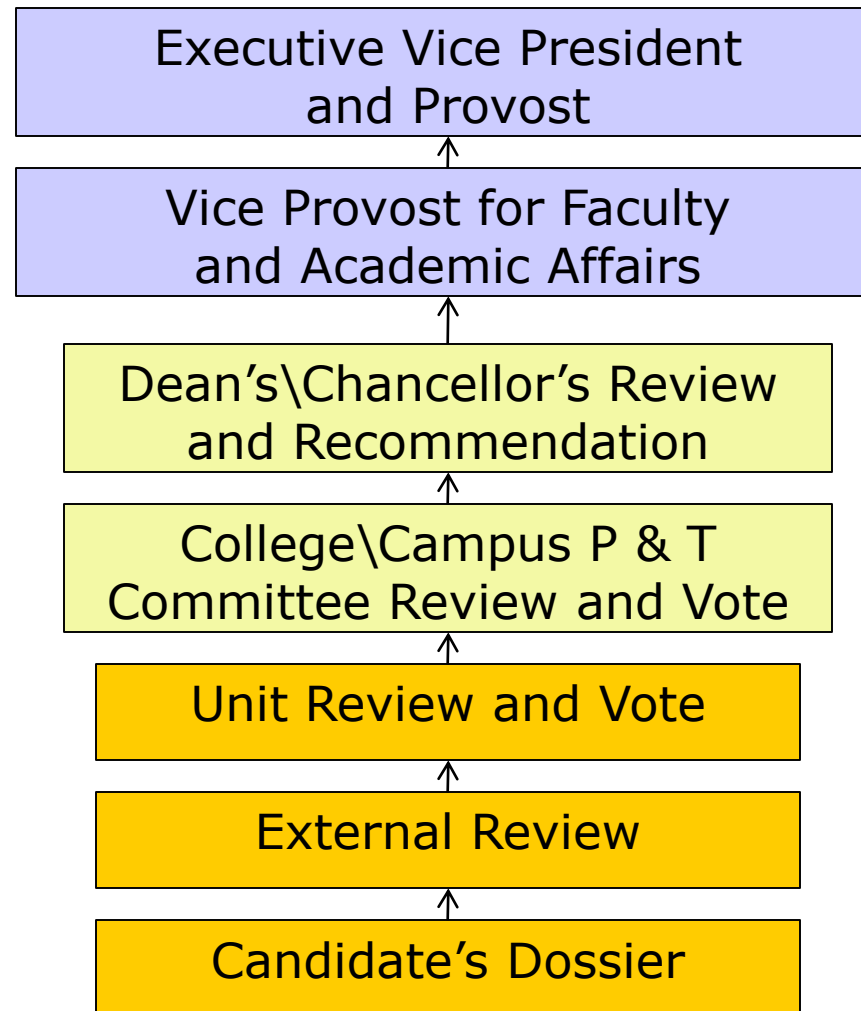 Executive Vice President
and Provost
Vice Provost for Faculty
and Academic Affairs
Dean’s\Chancellor’s Review
and Recommendation
College\Campus P & T
Committee Review and Vote
Unit Review and Vote
External Review
Candidate’s Dossier